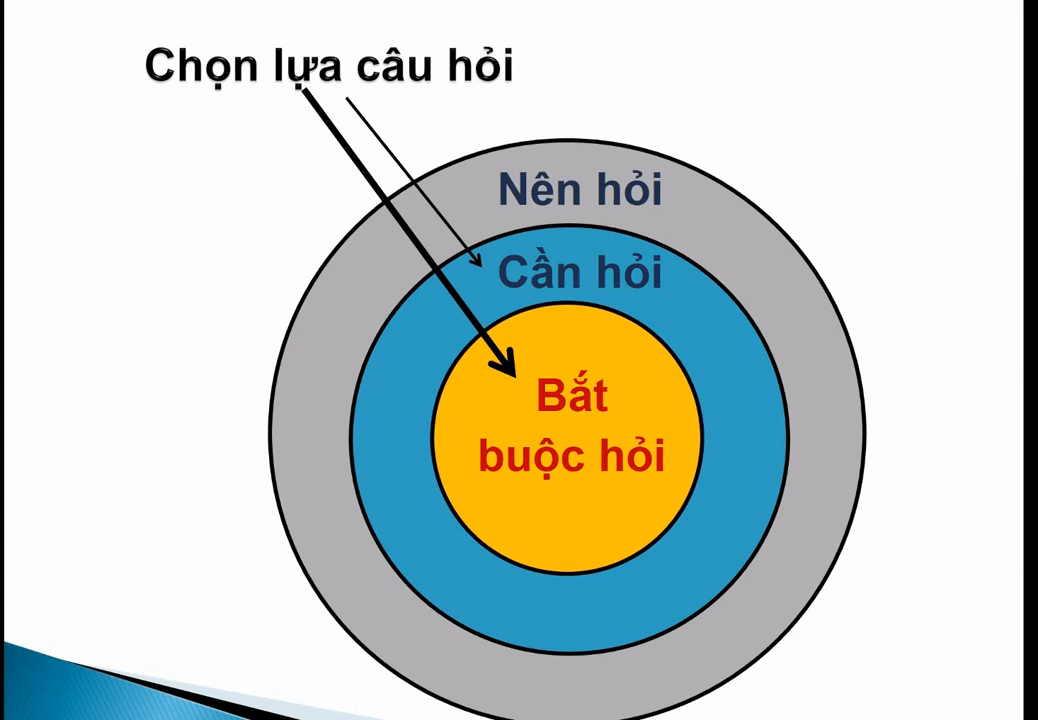 Chọn lựa câu hỏi
Nên hỏi
Cần hỏi
Bắt
buộc hỏi